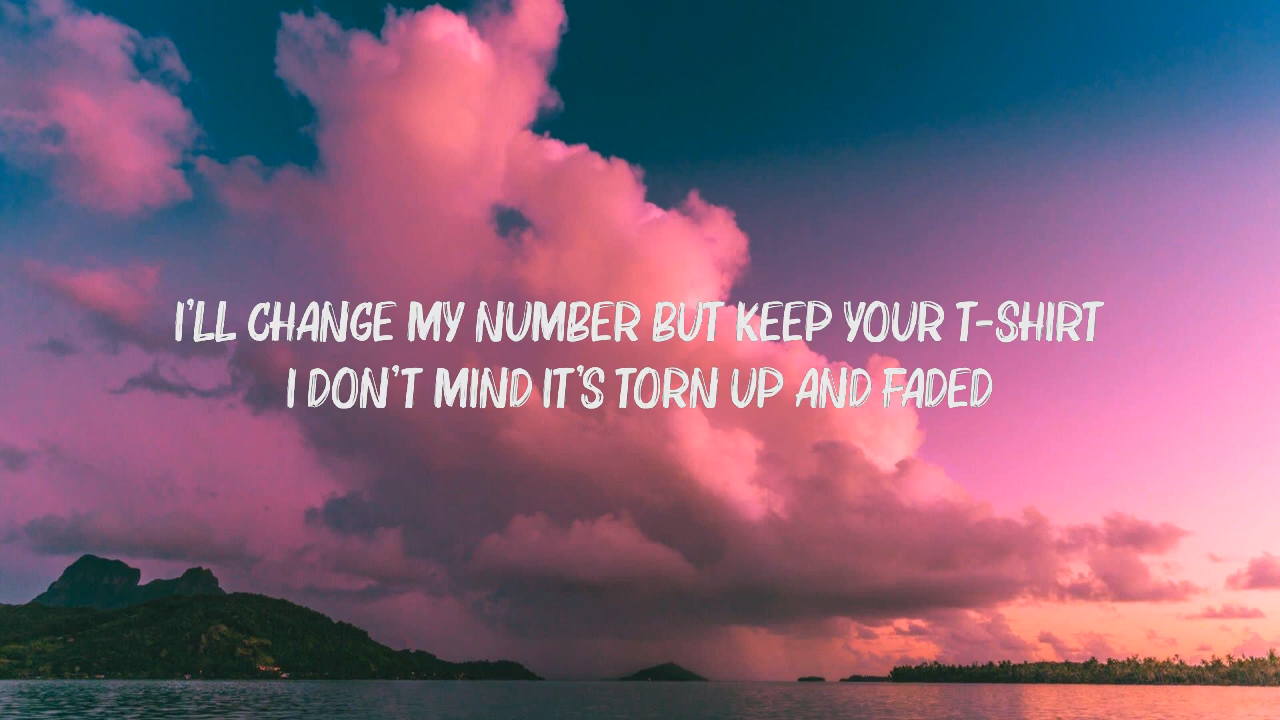 I'LL CHANGE MY NUMBER BUT KEEP YOUR T-SHIRT
I DON'T MIND IT'S TORN UP AND FADED